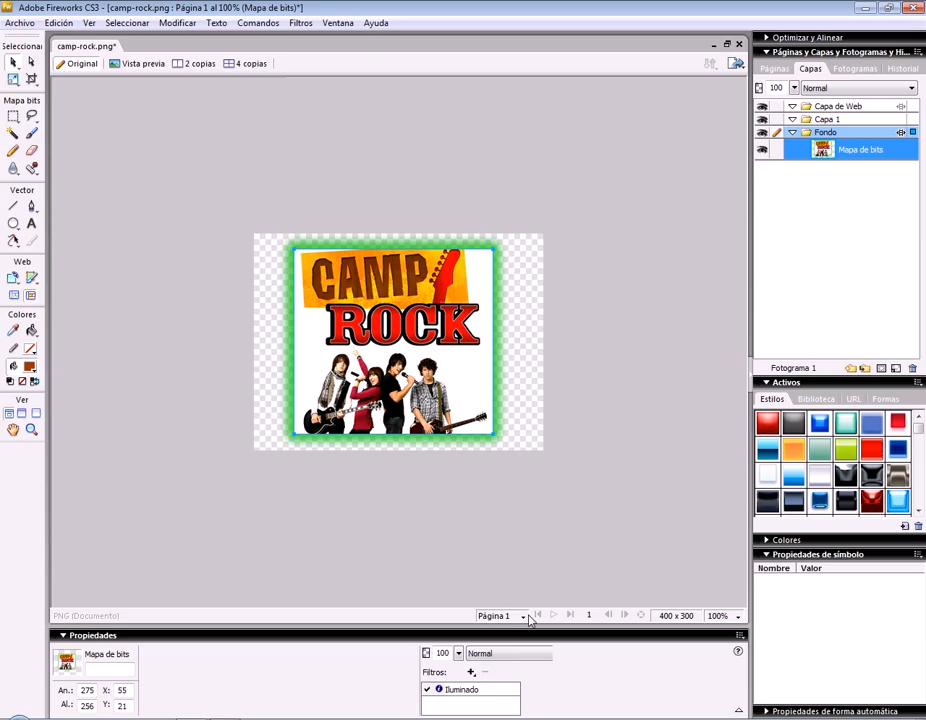 Adobe Fireworks CS3 - [camp-rock.png : Página 1 al 100% (Mapa de bits)*]
Archivo Edición Ver Seleccionar Modificar Texto Comandos Filtros Ventana Ayuda
Seleccionar
camp-rock.png*
Original Vista previa 2 copias 4 copias
Mapa bits
Vector
Web
Colores
Ver
CAMP
ROCK
PNG (Documento)
Página 1 1 400 x 300 100%
Propiedades
Mapa de bits
An.: 275 X: 55
Al.: 256 Y: 21
100 Normal
Filtros:
Iluminado
Optimizar y Alinear
Páginas y Capas y Fotogramas y Hi...
Páginas Capas Fotogramas Historial
100 Normal
Capa de Web
Capa 1
Fondo
Mapa de bits
Fotograma 1
Activos
Estilos Biblioteca URL Formas
Colores
Propiedades de símbolo
Nombre Valor
Propiedades de forma automática